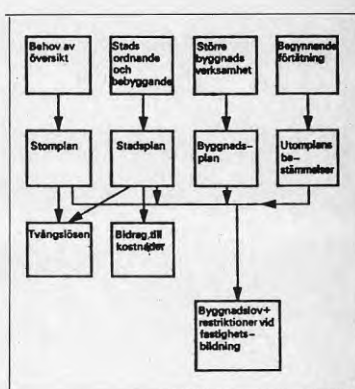 Behov av
översikt
Stads
ordnande
och
bebyggande
Större
byggnads
verksamhet
Begynnende
förtätning
Stomplan
Stadsplan
Byggnads-
plan
Utomplans
be-
stämmelser
Tvångslösen
Bidrag till
kostnader
Byggnadslov+
restriktioner vid
fastighets-
bildning